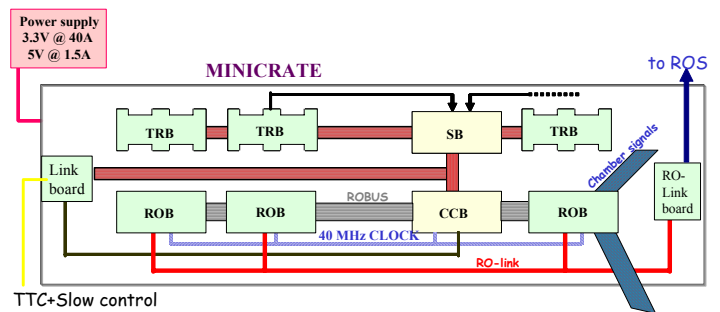 Power supply
3.3V @ 40A
5V @ 1.5A
MINICRATE
to ROS
TRB
TRB
SB
TRB
Chamber signals
Link
board
RO-
Link
board
ROBUS
ROB
ROB
CCB
ROB
40 MHz CLOCK
RO-link
TTC+Slow control